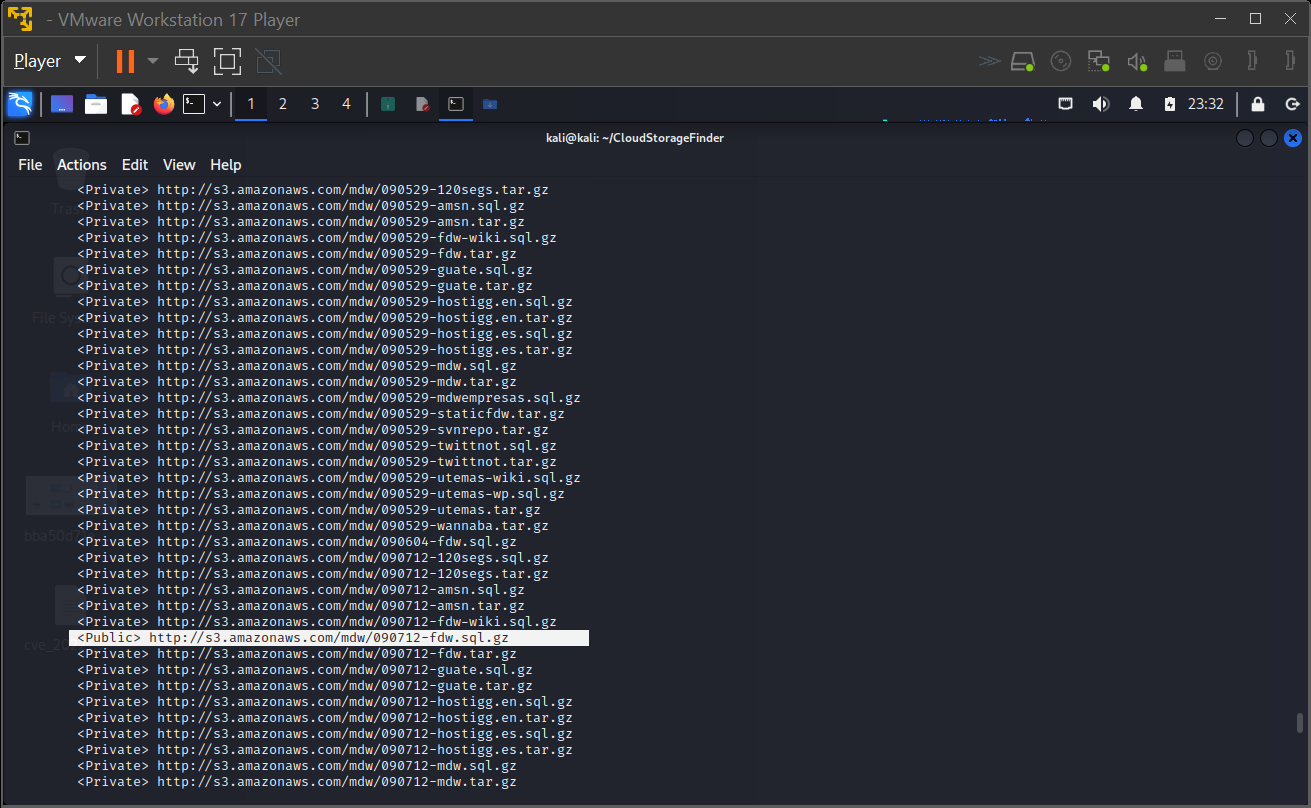 - VMware Workstation 17 Player
Player
1 2 3 4
23:32
kali@kali: ~/CloudStorageFinder
File Actions Edit View Help
<Private> http://s3.amazonaws.com/mdw/090529-120segs.tar.gz
<Private> http://s3.amazonaws.com/mdw/090529-amsn.sql.gz
<Private> http://s3.amazonaws.com/mdw/090529-amsn.tar.gz
<Private> http://s3.amazonaws.com/mdw/090529-fdw-wiki.sql.gz
<Private> http://s3.amazonaws.com/mdw/090529-fdw.tar.gz
<Private> http://s3.amazonaws.com/mdw/090529-guate.sql.gz
<Private> http://s3.amazonaws.com/mdw/090529-guate.tar.gz
<Private> http://s3.amazonaws.com/mdw/090529-hostigg.en.sql.gz
<Private> http://s3.amazonaws.com/mdw/090529-hostigg.en.tar.gz
<Private> http://s3.amazonaws.com/mdw/090529-hostigg.es.sql.gz
<Private> http://s3.amazonaws.com/mdw/090529-hostigg.es.tar.gz
<Private> http://s3.amazonaws.com/mdw/090529-mdw.sql.gz
<Private> http://s3.amazonaws.com/mdw/090529-mdw.tar.gz
<Private> http://s3.amazonaws.com/mdw/090529-mdwempresas.sql.gz
<Private> http://s3.amazonaws.com/mdw/090529-staticfdw.tar.gz
<Private> http://s3.amazonaws.com/mdw/090529-svnrepo.tar.gz
<Private> http://s3.amazonaws.com/mdw/090529-twittnot.sql.gz
<Private> http://s3.amazonaws.com/mdw/090529-twittnot.tar.gz
<Private> http://s3.amazonaws.com/mdw/090529-utemas-wiki.sql.gz
<Private> http://s3.amazonaws.com/mdw/090529-utemas-wp.sql.gz
<Private> http://s3.amazonaws.com/mdw/090529-utemas.tar.gz
<Private> http://s3.amazonaws.com/mdw/090529-wannaba.tar.gz
<Private> http://s3.amazonaws.com/mdw/090604-fdw.sql.gz
<Private> http://s3.amazonaws.com/mdw/090712-120segs.sql.gz
<Private> http://s3.amazonaws.com/mdw/090712-120segs.tar.gz
<Private> http://s3.amazonaws.com/mdw/090712-amsn.sql.gz
<Private> http://s3.amazonaws.com/mdw/090712-amsn.tar.gz
<Private> http://s3.amazonaws.com/mdw/090712-fdw-wiki.sql.gz
<Public> http://s3.amazonaws.com/mdw/090712-fdw.sql.gz
<Private> http://s3.amazonaws.com/mdw/090712-fdw.tar.gz
<Private> http://s3.amazonaws.com/mdw/090712-guate.sql.gz
<Private> http://s3.amazonaws.com/mdw/090712-guate.tar.gz
<Private> http://s3.amazonaws.com/mdw/090712-hostigg.en.sql.gz
<Private> http://s3.amazonaws.com/mdw/090712-hostigg.en.tar.gz
<Private> http://s3.amazonaws.com/mdw/090712-hostigg.es.sql.gz
<Private> http://s3.amazonaws.com/mdw/090712-hostigg.es.tar.gz
<Private> http://s3.amazonaws.com/mdw/090712-mdw.sql.gz
<Private> http://s3.amazonaws.com/mdw/090712-mdw.tar.gz